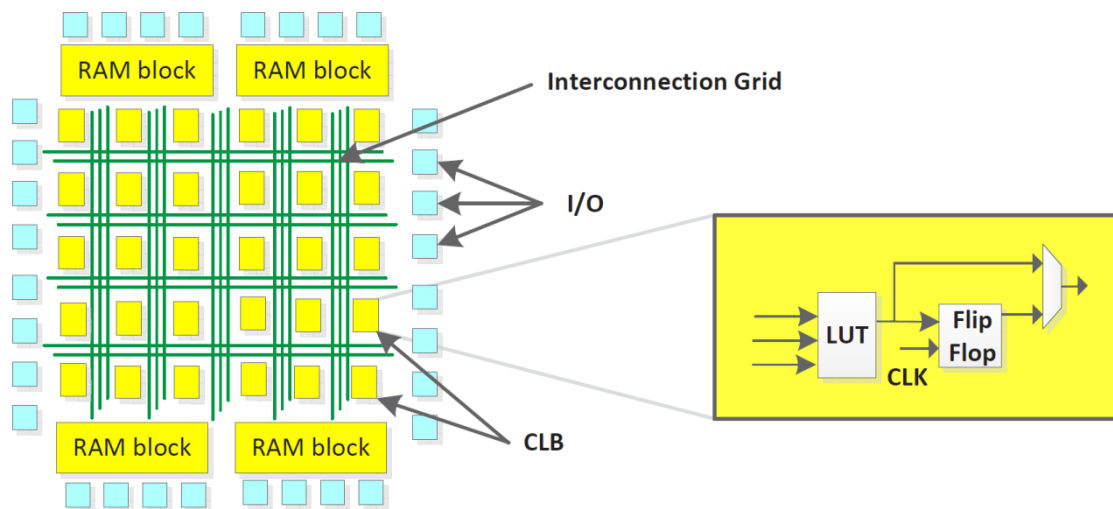 RAM block
RAM block
Interconnection Grid
I/O
LUT
Flip
Flop
CLK
CLB
RAM block
RAM block